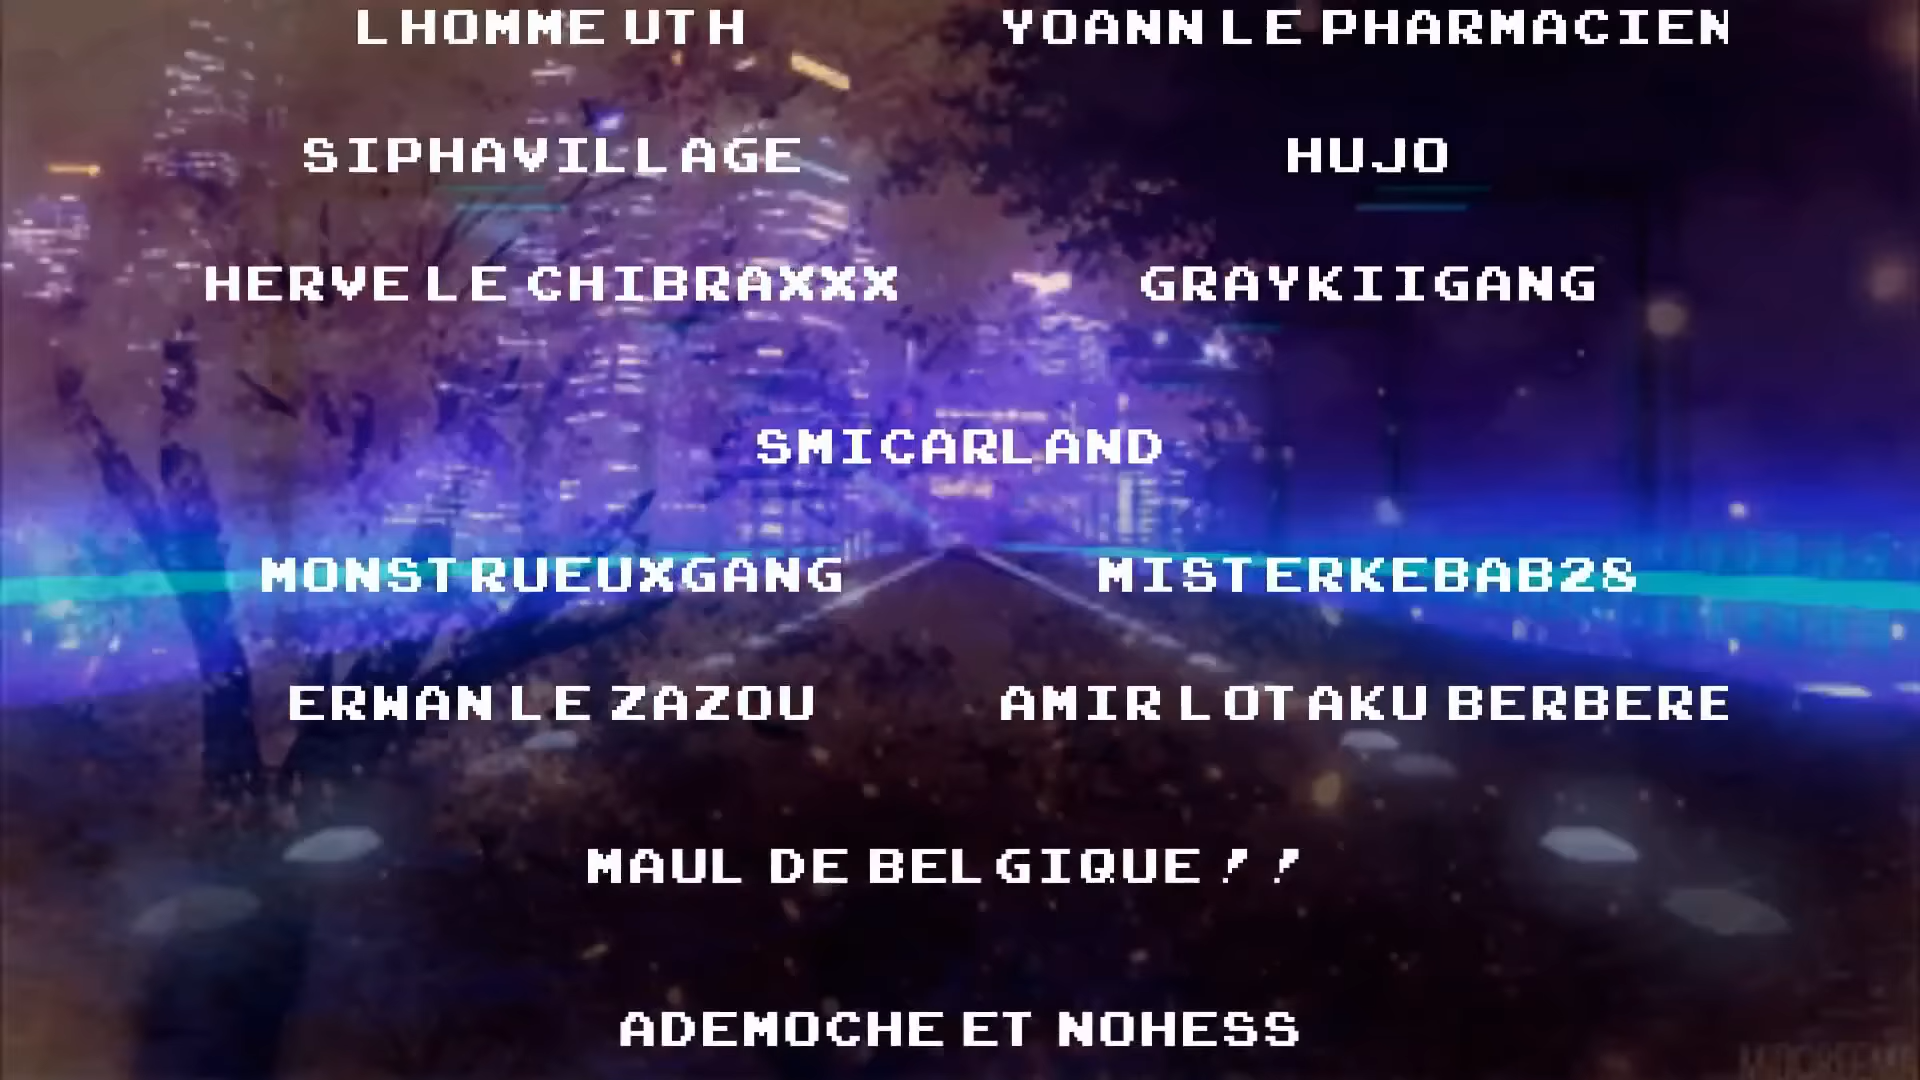 LHOMME UTH
YOANN LE PHARMACIEN
SIPHAVILLAGE
HUJO
HERVE LE CHIBRAXXX
GRAYKIIGANG
SMICARLAND
MONSTRUEUXGANG
MISTERKEBAB28
ERWAN LE ZAZOU
AMIR LOTAKU BERBERE
MAUL DE BELGIQUE !!
ADEMOCHE ET NOHESS